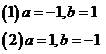 (1) a = -1, b = 1
(2) a = 1, b = -1